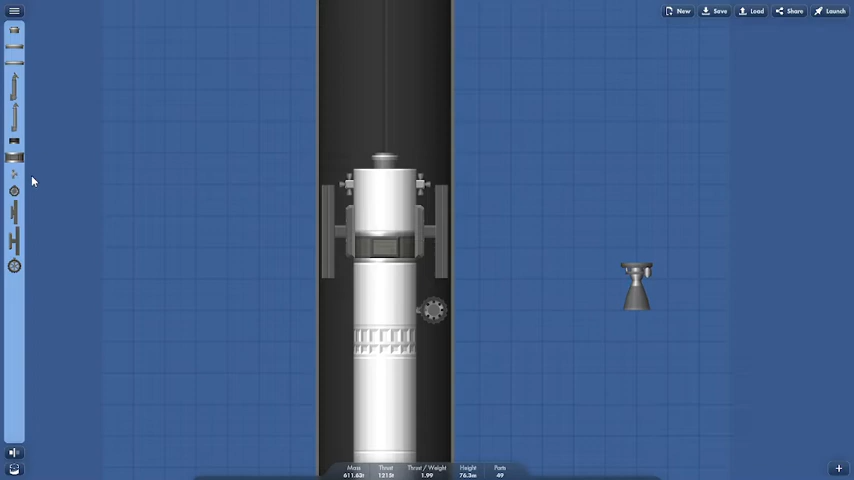 New Save Load Share Launch
Mass Thrust Thrust / Weight Height Parts
611.63t 1215t 1.99 76.3m 49